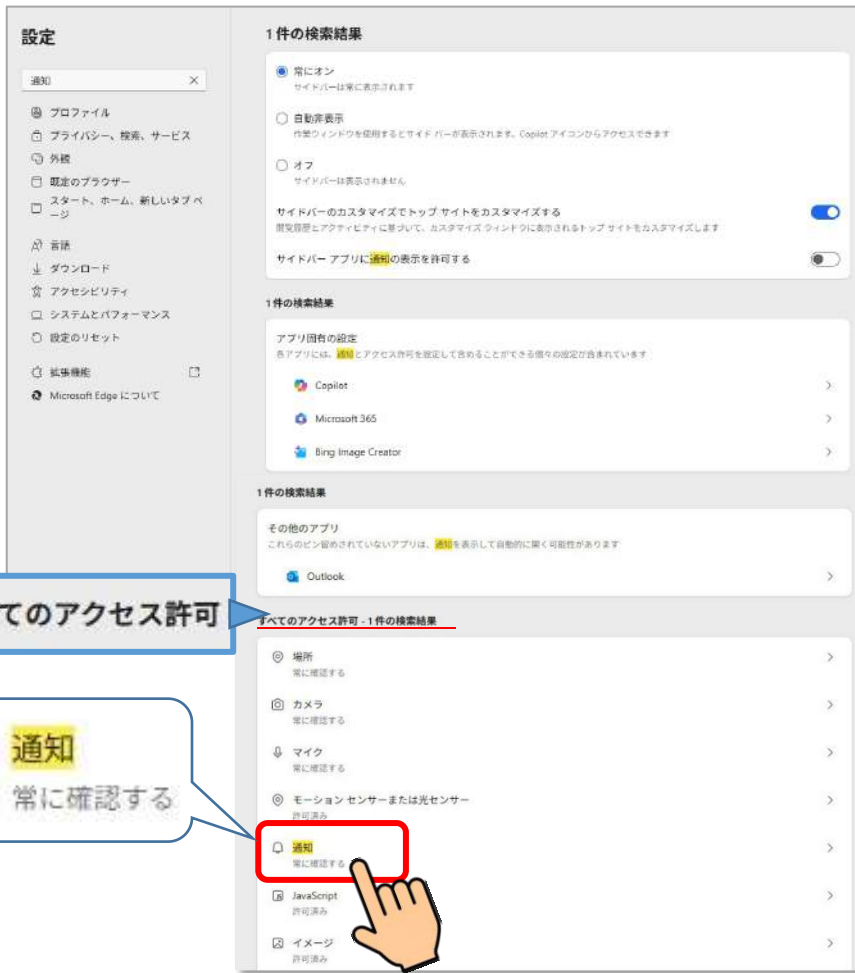 設定
通知
プロファイル
プライバシー、検索、サービス
外観
既定のブラウザー
スタート、ホーム、新しいタブ ペ
ージ
言語
ダウンロード
アクセシビリティ
システムとパフォーマンス
設定のリセット
拡張機能
Microsoft Edge について
1 件の検索結果
常にオン
サイドバーは常に表示されます
自動非表示
作業ウィンドウを使用するとサイド バーが表示されます。Copilot アイコンからアクセスできます
オフ
サイドバーは表示されません
サイドバーのカスタマイズでトップ サイトをカスタマイズする
閲覧履歴とアクティビティに基づいて、カスタマイズ ウィンドウに表示されるトップ サイトをカスタマイズします
サイドバー アプリに通知の表示を許可する
1 件の検索結果
アプリ固有の設定
各アプリには、通知とアクセス許可を設定して含めることができる個々の設定が含まれています
Copilot
Microsoft 365
Bing Image Creator
1 件の検索結果
その他のアプリ
これらのピン留めされていないアプリは、通知を表示して自動的に開く可能性があります
Outlook
てのアクセス許可
すべてのアクセス許可 - 1 件の検索結果
場所
常に確認する
カメラ
常に確認する
マイク
常に確認する
モーション センサーまたは光センサー
許可済み
通知
常に確認する
通知
常に確認する
JavaScript
許可済み
イメージ
許可済み